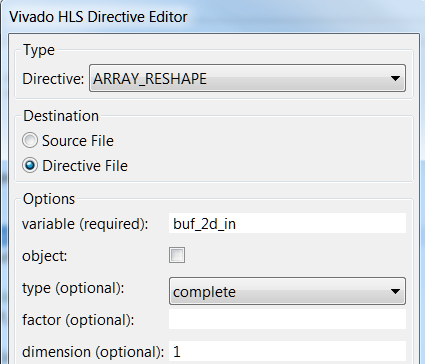 Vivado HLS Directive Editor
Type
Directive: ARRAY_RESHAPE
Destination
Source File
Directive File
Options
variable (required): buf_2d_in
object:
type (optional): complete
factor (optional):
dimension (optional): 1